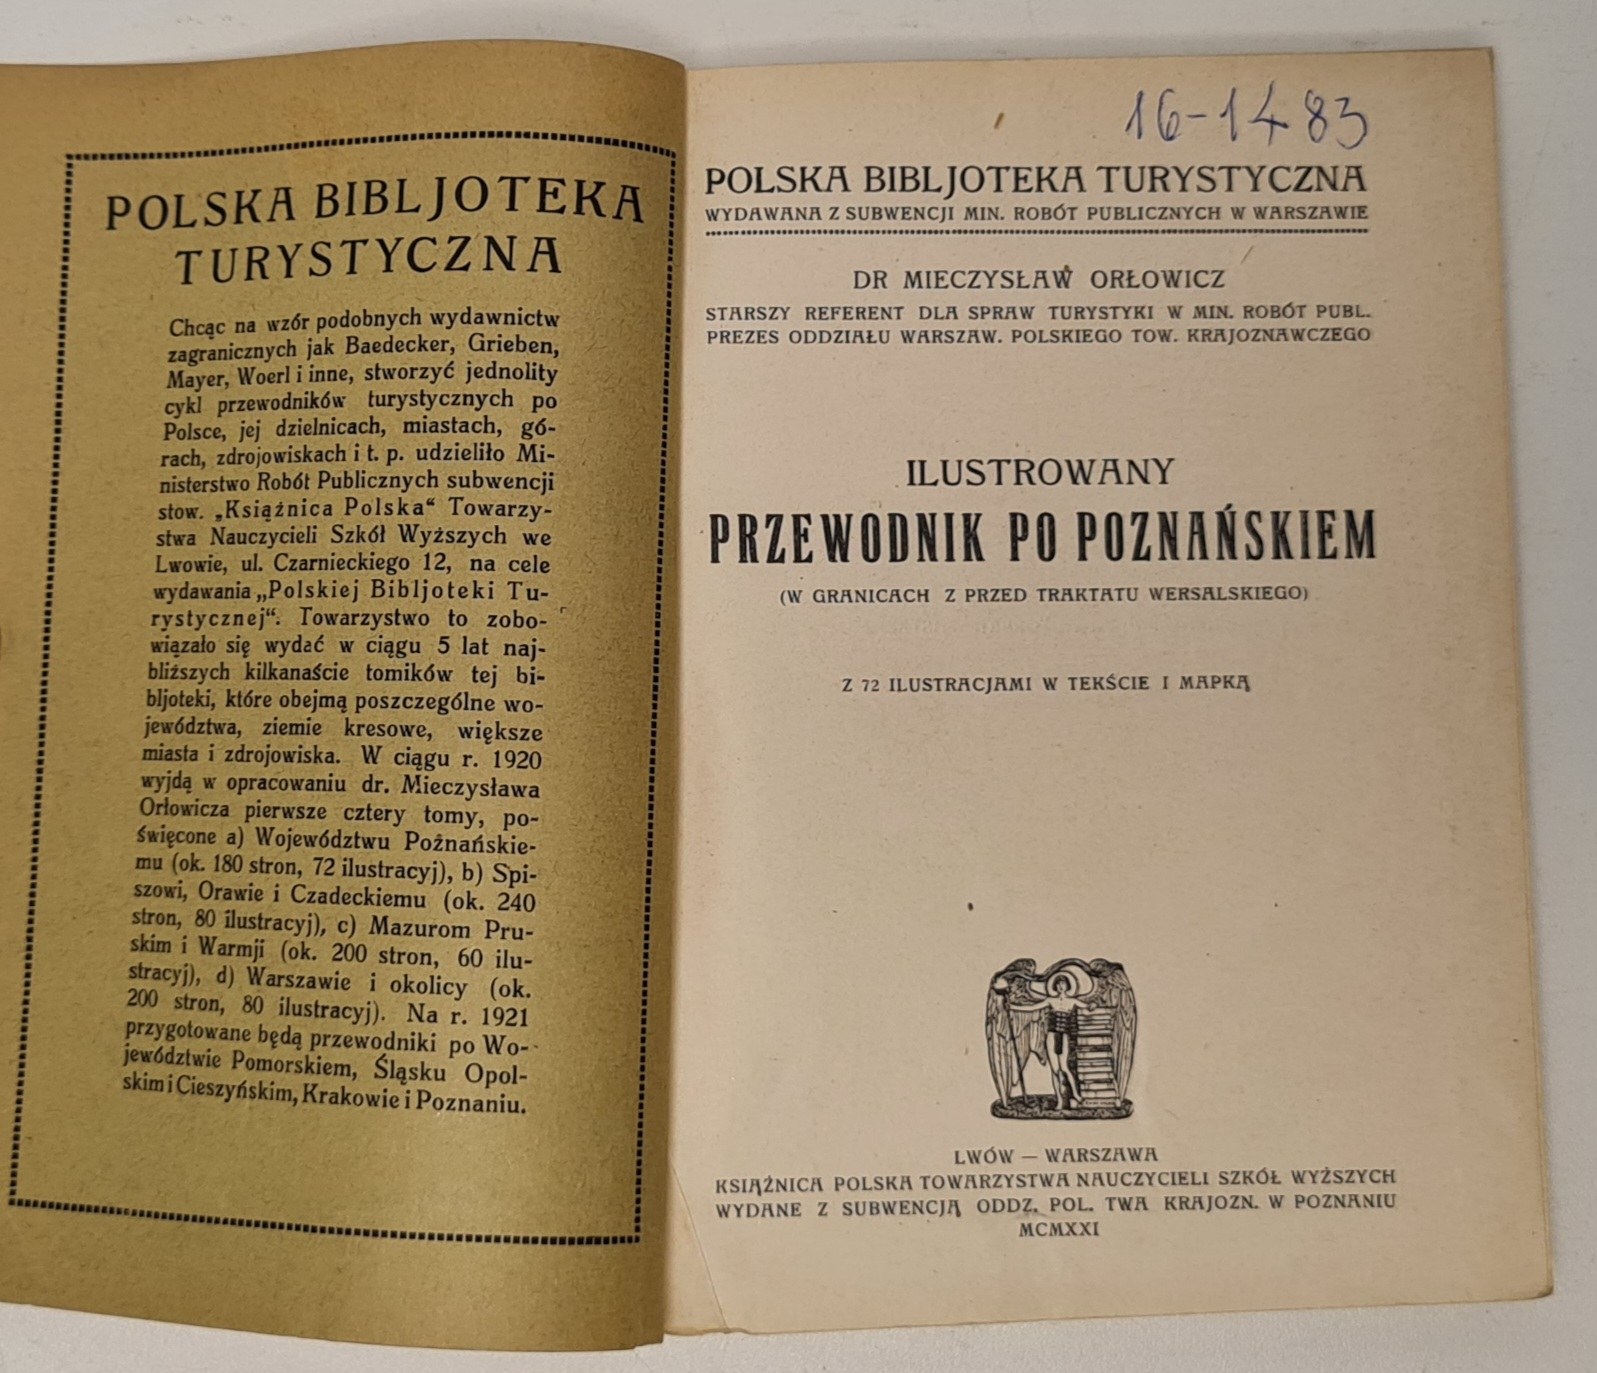 POLSKA BIBLJOTEKA
TURYSTYCZNA
Chcąc na wzór podobnych wydawnictw
zagranicznych jak Baedecker, Grieben,
Mayer, Woerl i inne, stworzyć jednolity
cykl przewodników turystycznych po
Polsce, jej dzielnicach, miastach, gó-
rach, zdrojowiskach i t. p. udzieliło Mi-
nisterstwo Robót Publicznych subwencji
stow. „Książnica Polska“ Towarzy-
stwa Nauczycieli Szkół Wyższych we
Lwowie, ul. Czarnieckiego 12, na cele
wydawania „Polskiej Bibljoteki Tu-
rystycznej“. Towarzystwo to zobo-
wiązało się wydać w ciągu 5 lat naj-
bliższych kilkanaście tomików tej bi-
bljoteki, które obejmą poszczególne wo-
jewództwa, ziemie kresowe, większe
miasta i zdrojowiska. W ciągu r. 1920
wyjdą w opracowaniu dr. Mieczysława
Orłowicza pierwsze cztery tomy, po-
święcone a) Województwu Poźnańskie-
mu (ok. 180 stron, 72 ilustracyj), b) Spi-
szowi, Orawie i Czadeckiemu (ok. 240
stron, 80 ilustracyj), c) Mazurom Pru-
skim i Warmji (ok. 200 stron, 60 ilu-
stracyj), d) Warszawie i okolicy (ok.
200 stron, 80 ilustracyj). Na r. 1921
przygotowane będą przewodniki po Wo-
jewództwie Pomorskiem, Śląsku Opol-
skim i Cieszyńskim, Krakowie i Poznaniu.
16-1483
POLSKA BIBLJOTEKA TURYSTYCZNA
WYDAWANA Z SUBWENCJI MIN. ROBÓT PUBLICZNYCH W WARSZAWIE
DR MIECZYSŁAW ORŁOWICZ
STARSZY REFERENT DLA SPRAW TURYSTYKI W MIN. ROBÓT PUBL.
PREZES ODDZIAŁU WARSZAW. POLSKIEGO TOW. KRAJOZNAWCZEGO
ILUSTROWANY
PRZEWODNIK PO POZNAŃSKIEM
(W GRANICACH Z PRZED TRAKTATU WERSALSKIEGO)
Z 72 ILUSTRACJAMI W TEKŚCIE I MAPKĄ
LWÓW — WARSZAWA
KSIĄŻNICA POLSKA TOWARZYSTWA NAUCZYCIELI SZKÓŁ WYŻSZYCH
WYDANE Z SUBWENCJĄ ODDZ. POL. TWA KRAJOZN. W POZNANIU
MCMXXI